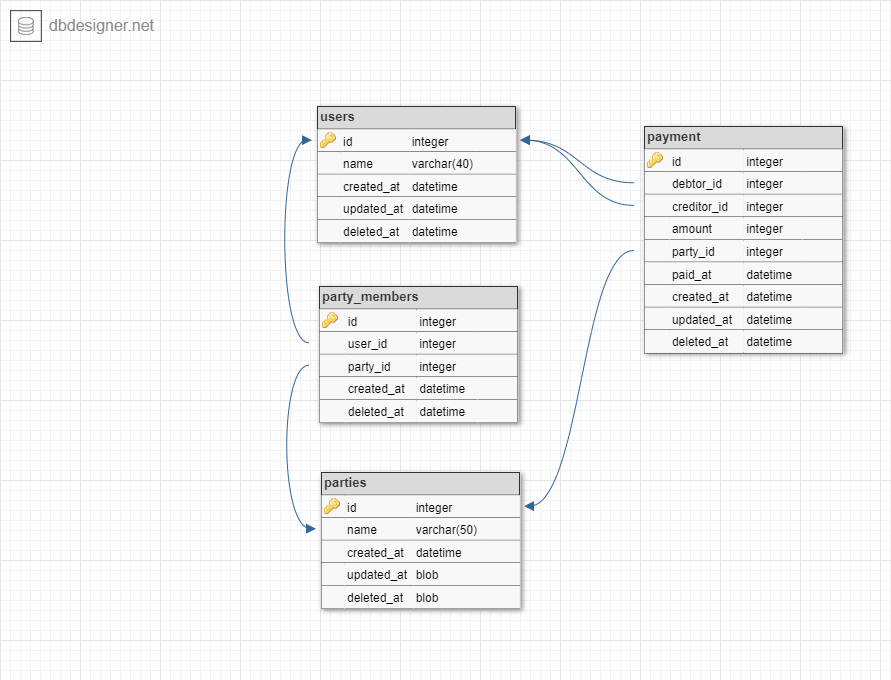 dbdesigner.net
users
id integer
name varchar(40)
created_at datetime
updated_at datetime
deleted_at datetime
payment
id integer
debtor_id integer
creditor_id integer
amount integer
party_id integer
paid_at datetime
created_at datetime
updated_at datetime
deleted_at datetime
party_members
id integer
user_id integer
party_id integer
created_at datetime
deleted_at datetime
parties
id integer
name varchar(50)
created_at datetime
updated_at blob
deleted_at blob